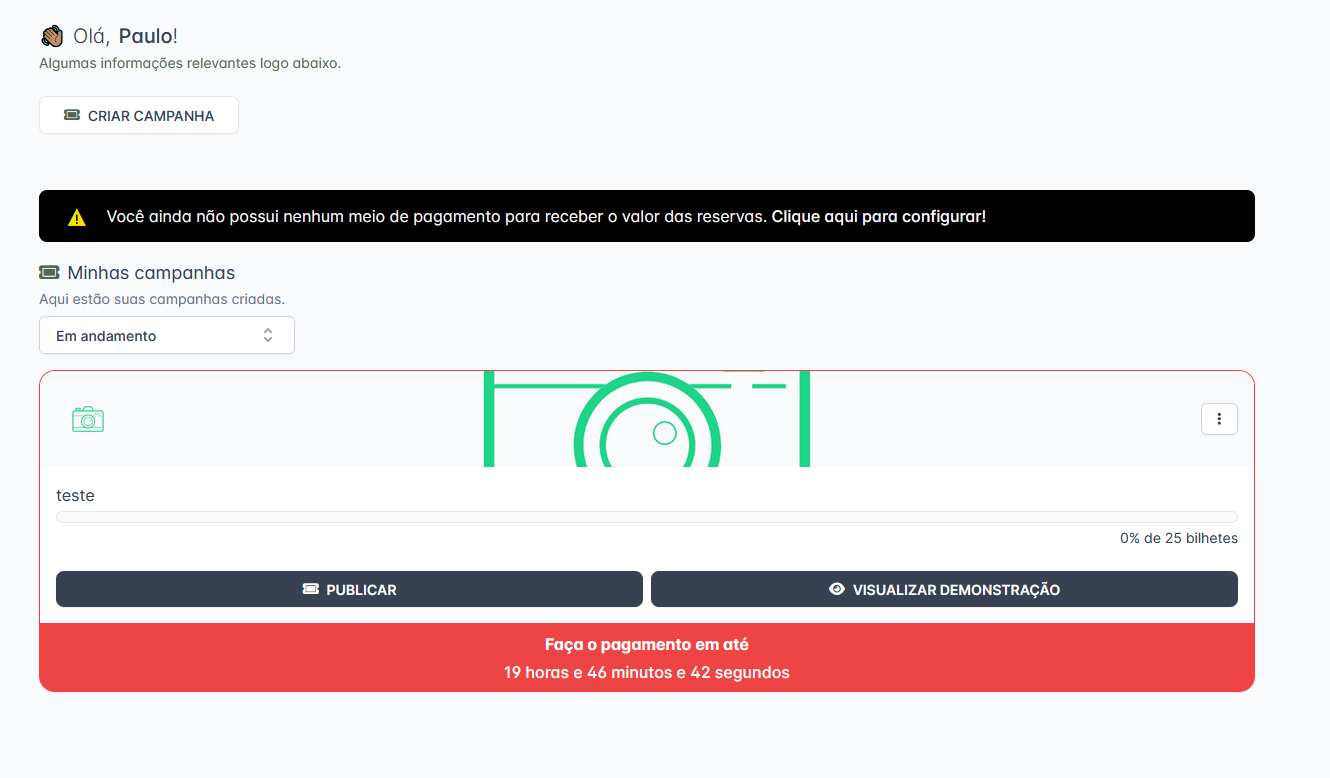 Olá, Paulo!
Algumas informações relevantes logo abaixo.
CRIAR CAMPANHA
Você ainda não possui nenhum meio de pagamento para receber o valor das reservas. Clique aqui para configurar!
Minhas campanhas
Aqui estão suas campanhas criadas.
Em andamento
teste
0% de 25 bilhetes
PUBLICAR
VISUALIZAR DEMONSTRAÇÃO
Faça o pagamento em até
19 horas e 46 minutos e 42 segundos